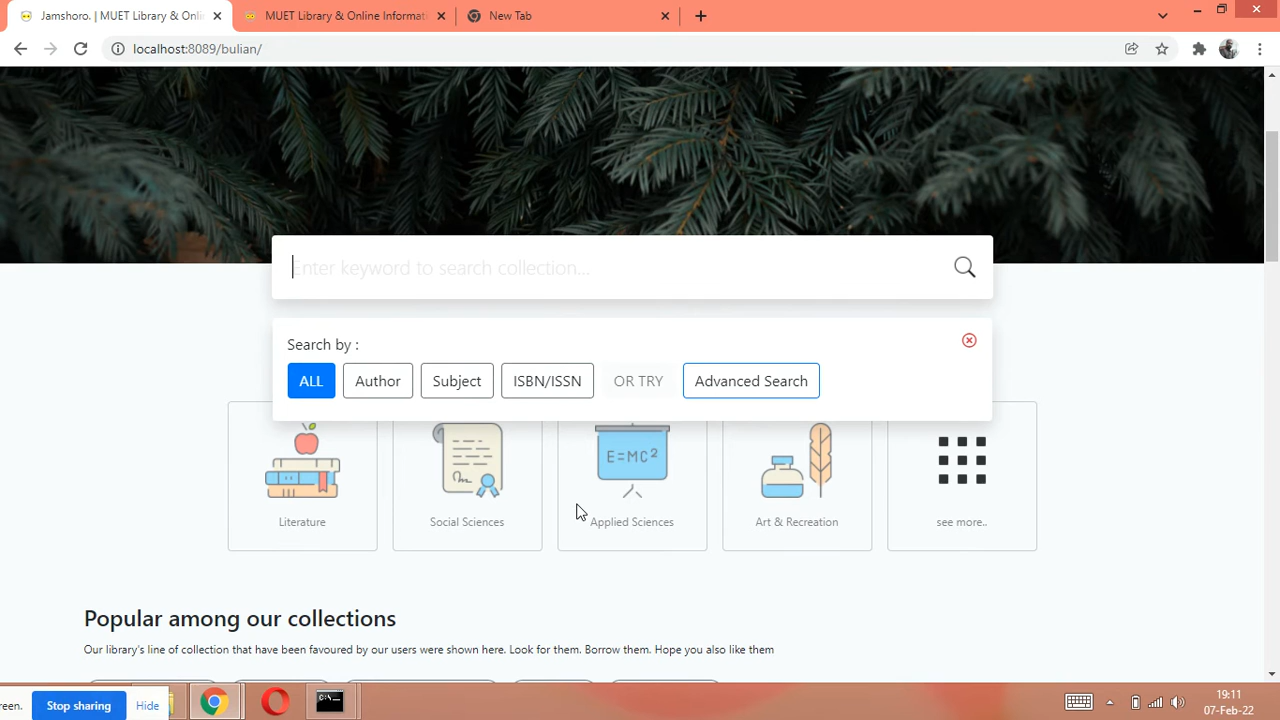 Jamshoro. | MUET Library & Onli
MUET Library & Online Informati
New Tab
localhost:8089/bulian/
Enter keyword to search collection...
Search by :
ALL
Author
Subject
ISBN/ISSN
OR TRY
Advanced Search
E=MC²
Literature
Social Sciences
Applied Sciences
Art & Recreation
see more..
Popular among our collections
Our library's line of collection that have been favoured by our users were shown here. Look for them. Borrow them. Hope you also like them
reen.
Stop sharing
Hide
19:11
07-Feb-22